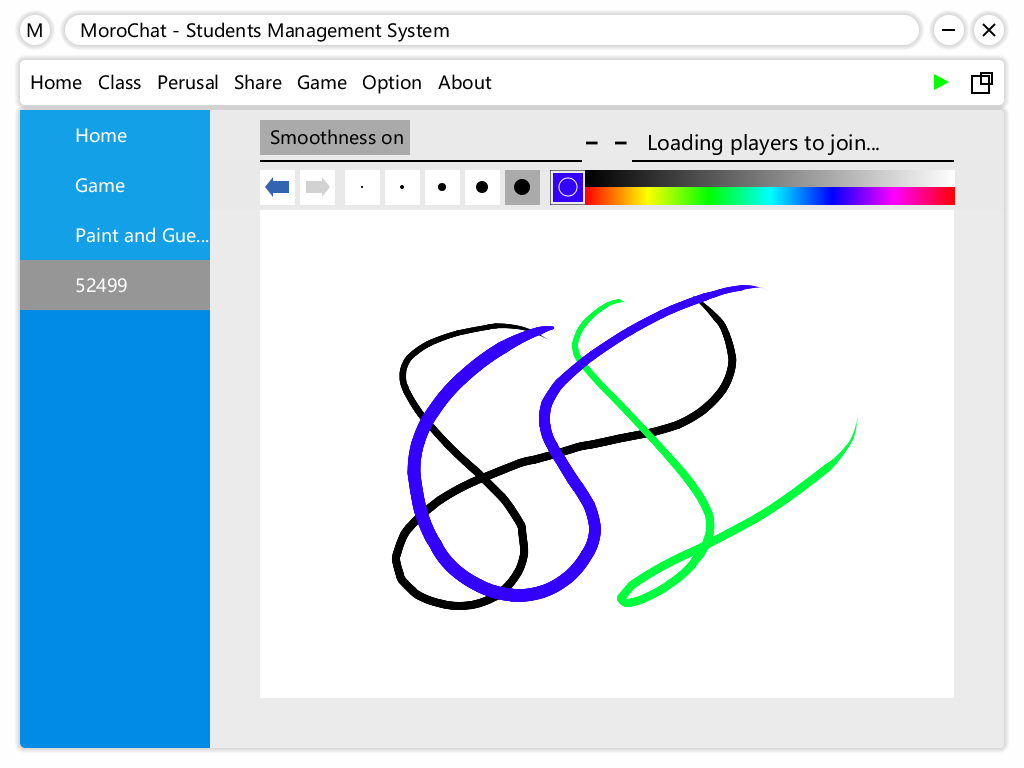 M
MoroChat - Students Management System
Home Class Perusal Share Game Option About
Home
Game
Paint and Gue...
52499
Smoothness on
- - Loading players to join...